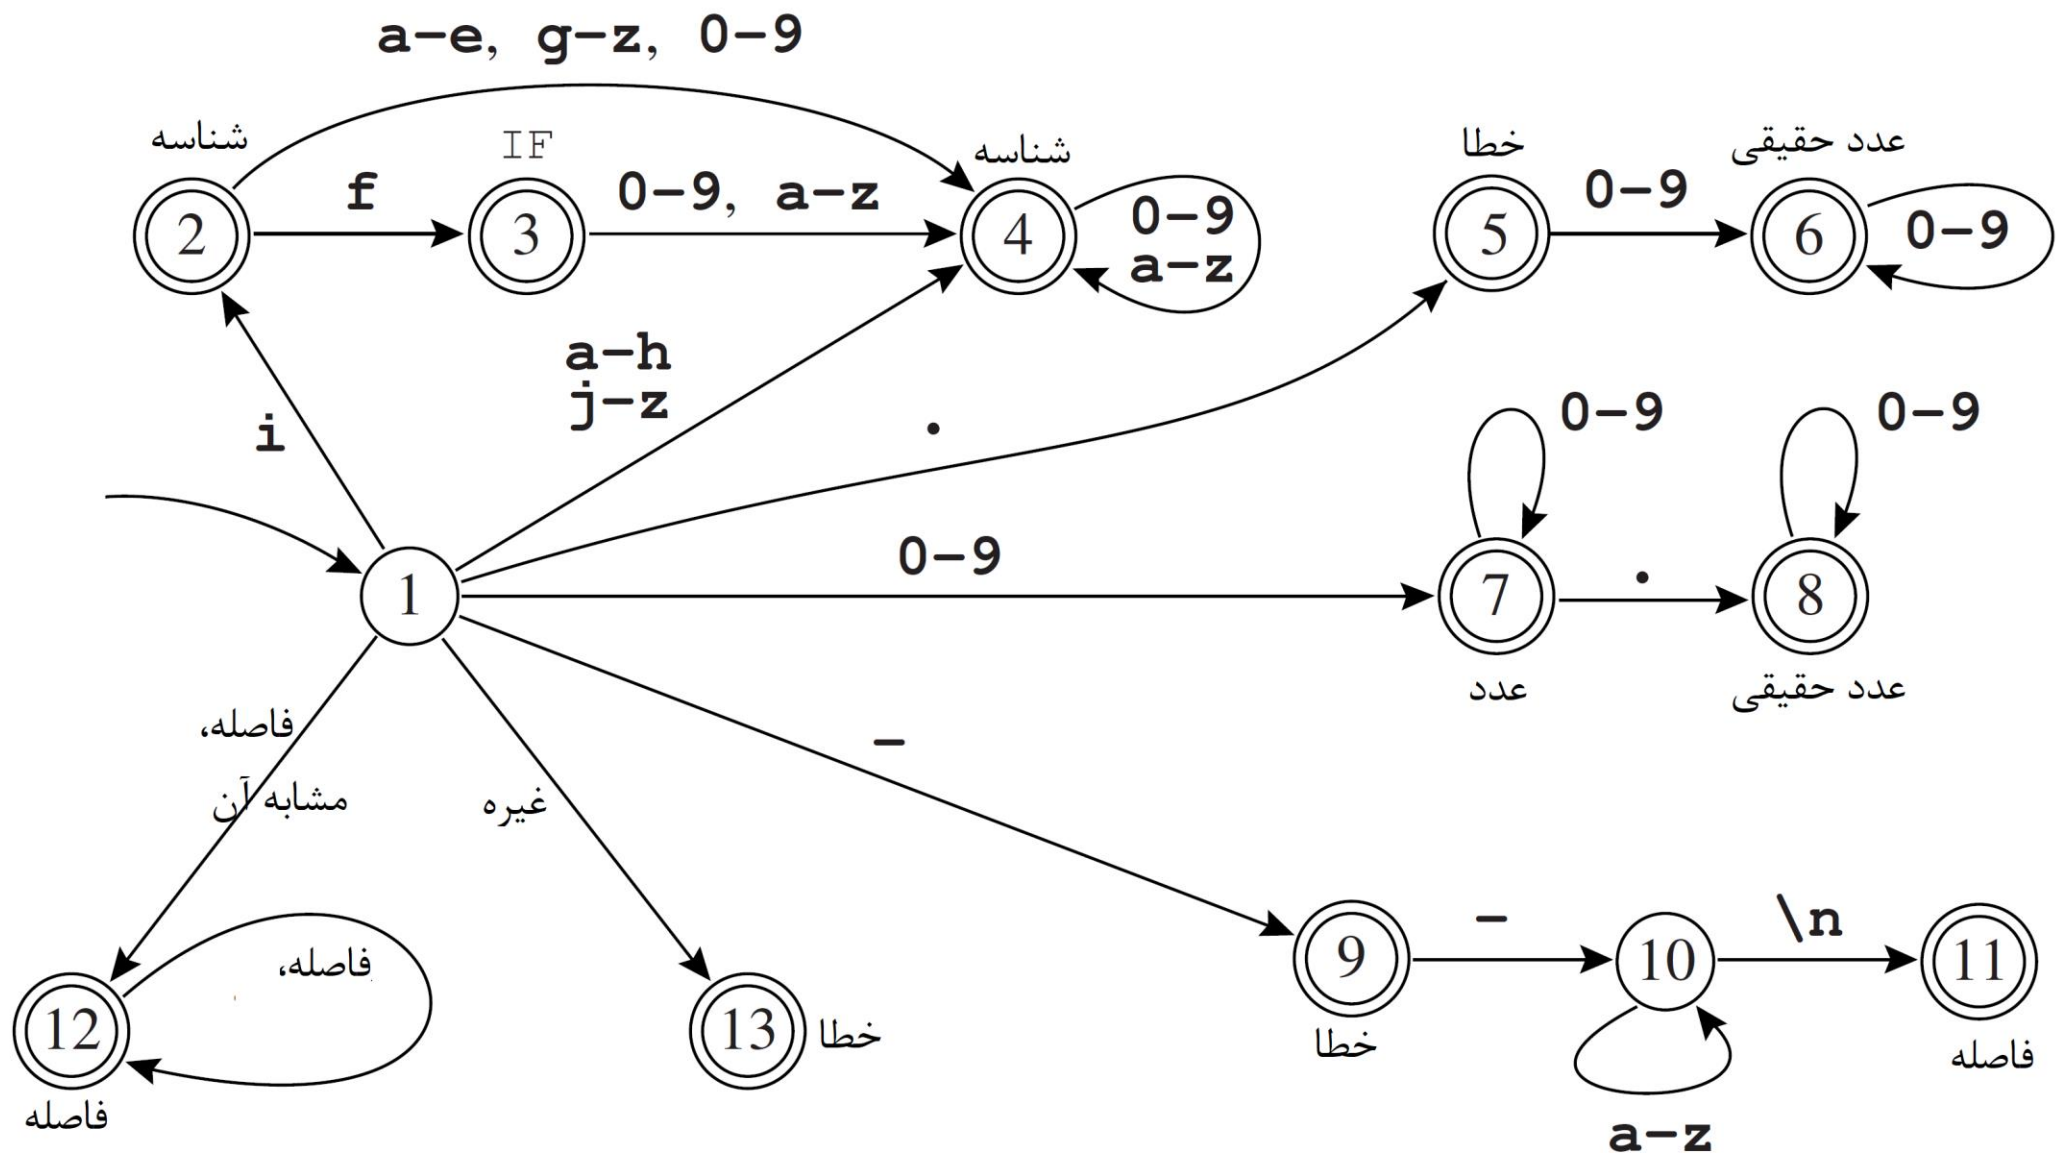 a-e, g-z, 0-9
شناسه
IF
شناسه
خطا
عدد حقیقی
2
f
3
0-9, a-z
4
0-9
a-z
5
0-9
6
0-9
a-h
j-z
i
.
0-9
0-9
1
0-9
7
.
8
عدد
عدد حقیقی
فاصله،
مشابه آن
غیره
-
9
-
10
\n
11
فاصله،
12
13
خطا
خطا
فاصله
فاصله
a-z